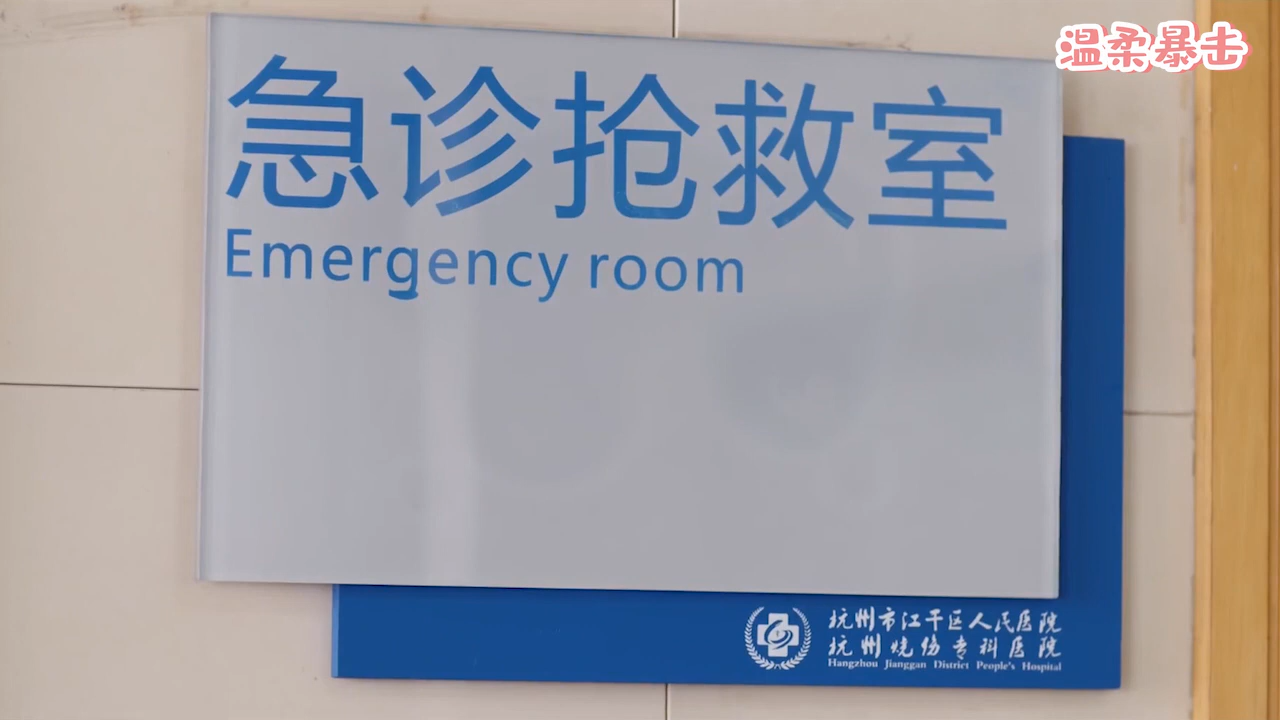 温柔暴击
急诊抢救室
Emergency room
杭州市江干区人民医院
杭州烧伤专科医院
Hangzhou Jianggan District People's Hospital